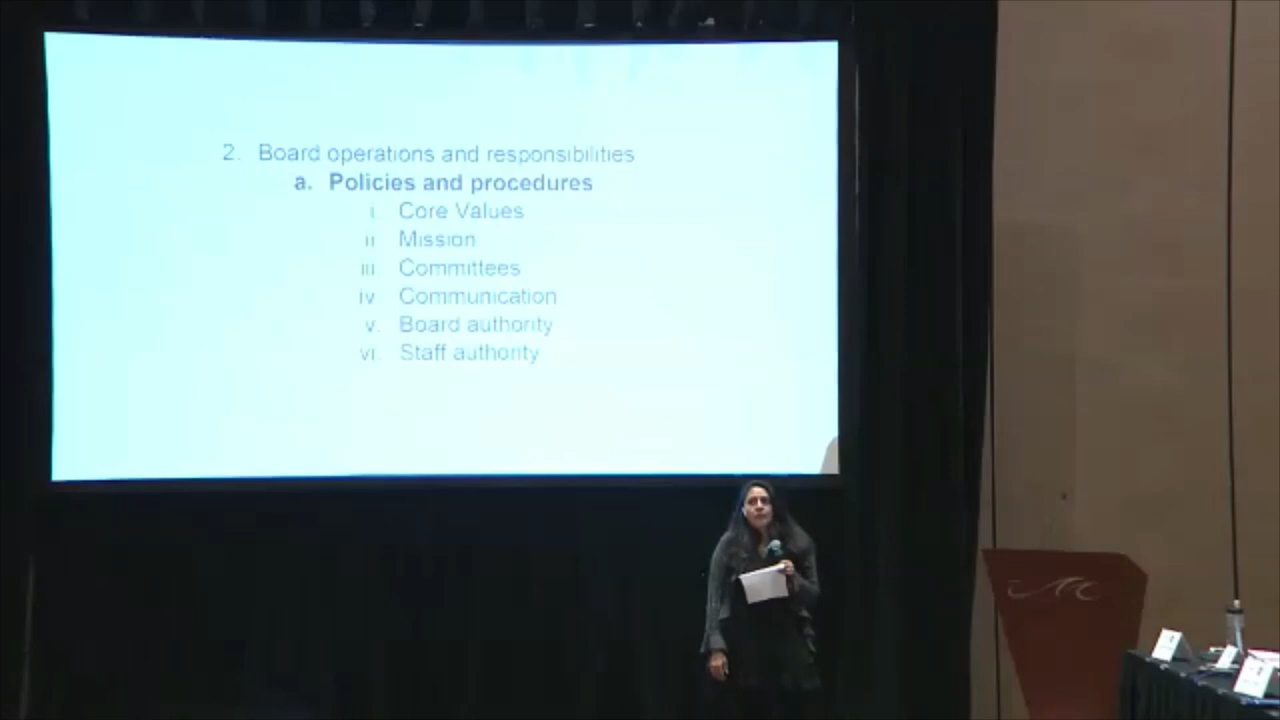 2. Board operations and responsibilities
a. Policies and procedures
i. Core Values
ii. Mission
iii. Committees
iv. Communication
v. Board authority
vi. Staff authority